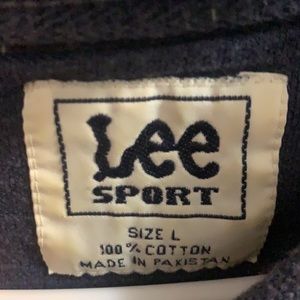 Lee
SPORT
SIZE L
100% COTTON
MADE IN PAKISTAN